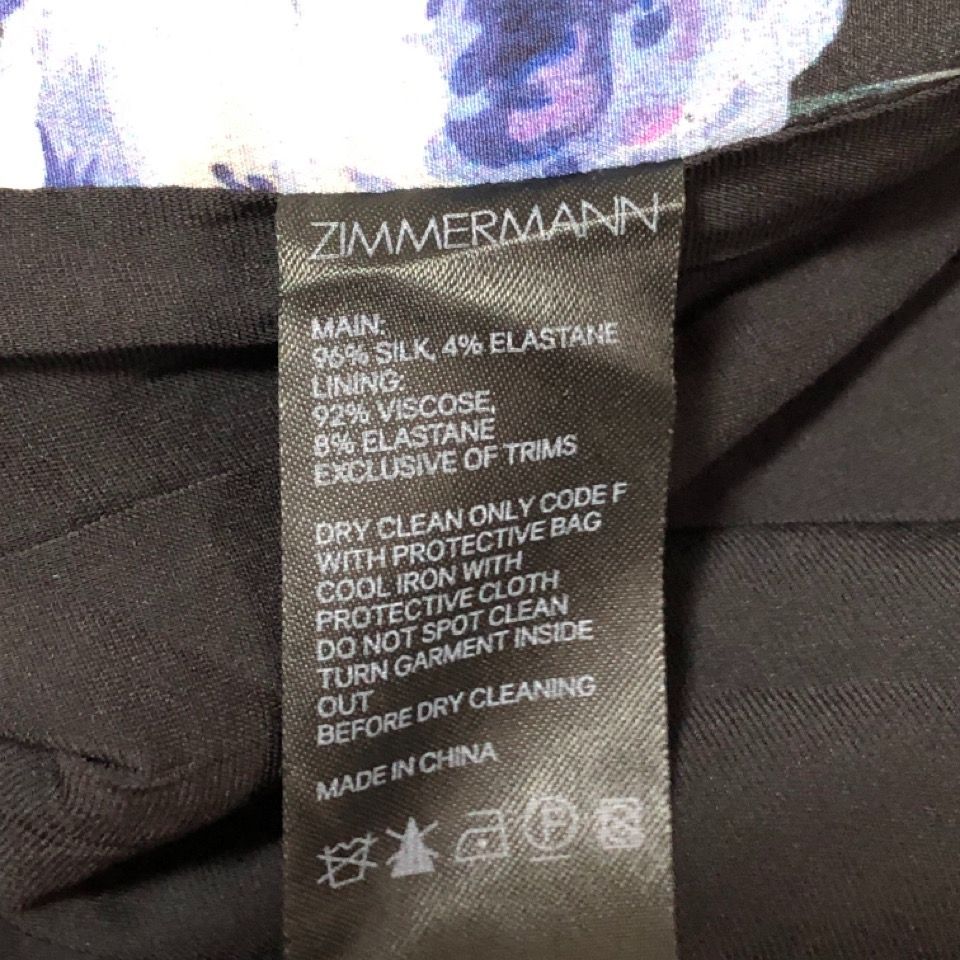 ZIMMERMANN
MAIN:
96% SILK, 4% ELASTANE
LINING:
92% VISCOSE,
8% ELASTANE
EXCLUSIVE OF TRIMS
DRY CLEAN ONLY CODE F
WITH PROTECTIVE BAG
COOL IRON WITH
PROTECTIVE CLOTH
DO NOT SPOT CLEAN
TURN GARMENT INSIDE
OUT
BEFORE DRY CLEANING
MADE IN CHINA
P